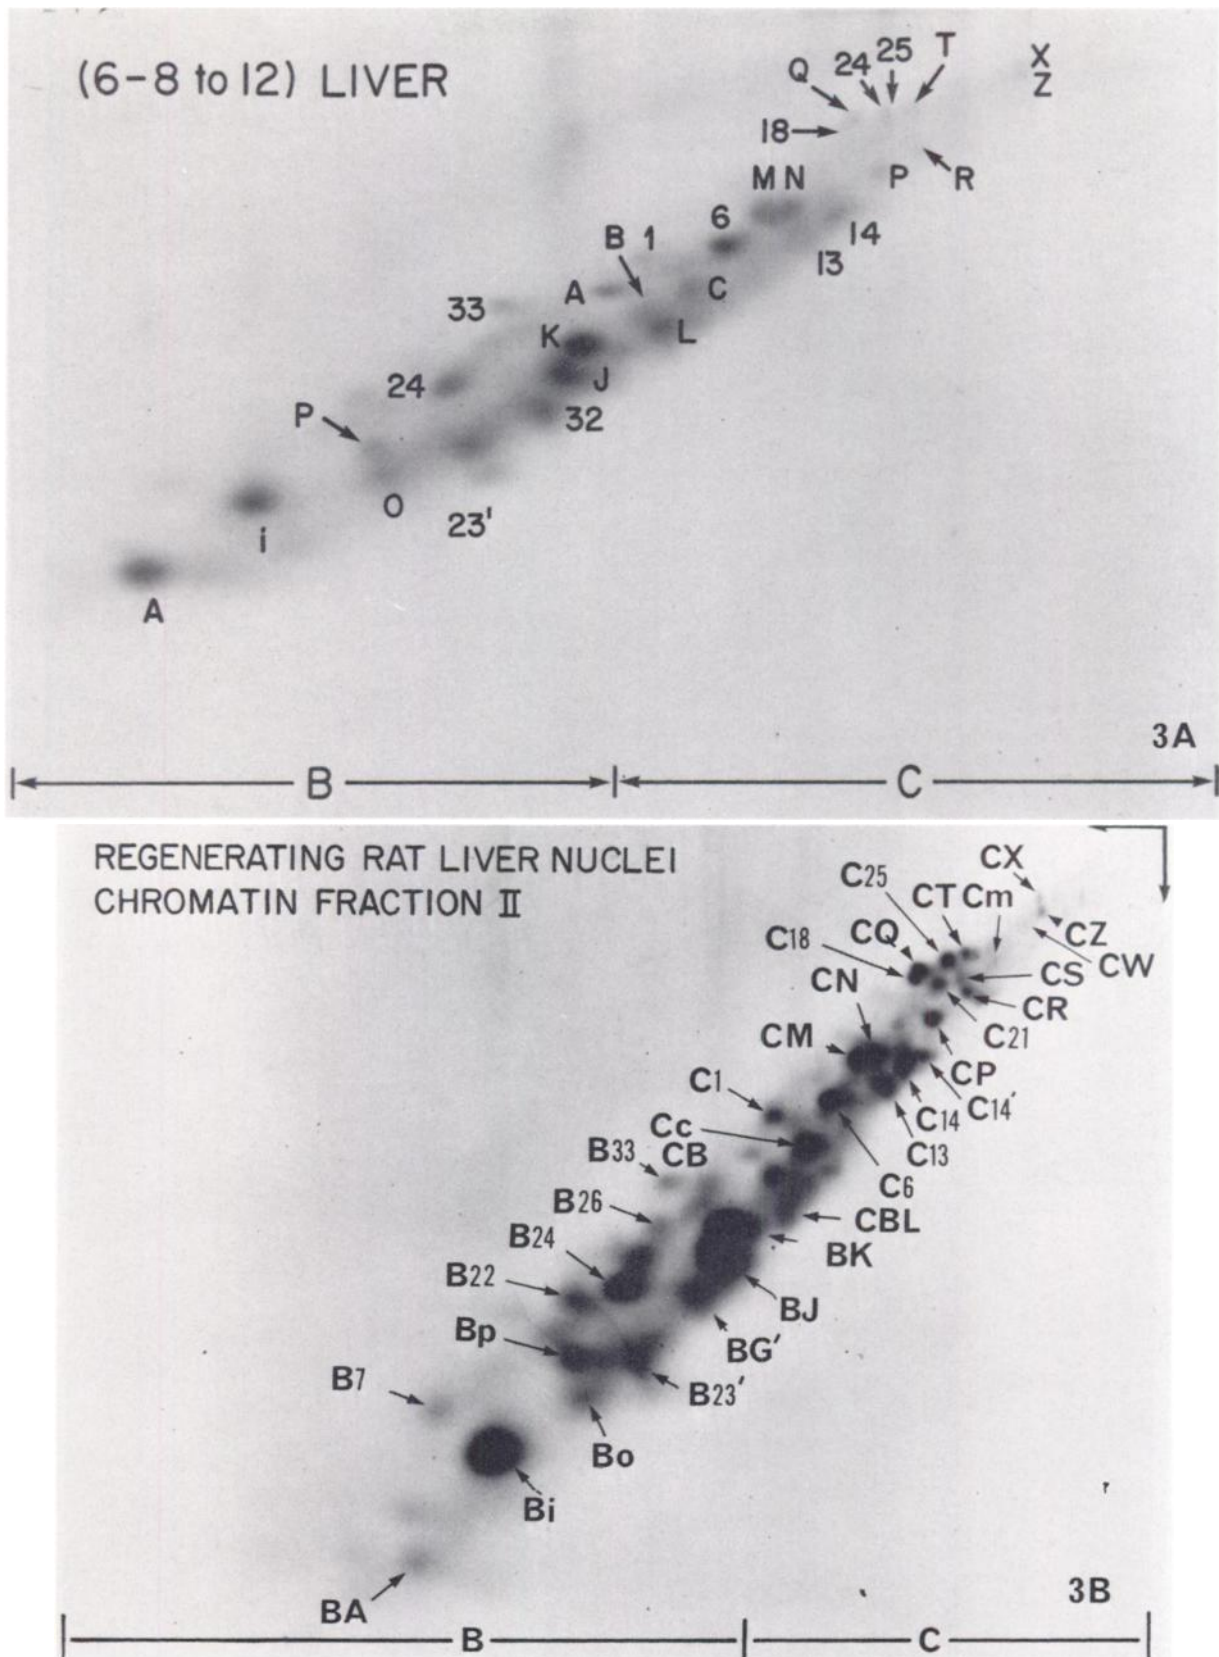 (6-8 to 12) LIVER
Q 24 25 T X
Z
18
M N P R
6
B 1 14
13
A C
33
K L
24 J
P 32
O 23'
i
A
3A
B C
REGENERATING RAT LIVER NUCLEI
CHROMATIN FRACTION II
CX
C25
CT Cm
CQ CZ
C18 CW
CN CS
CR
CM C21
CP
C1 C14'
C14
Cc C13
B33 CB
C6
B26 CBL
B24 BK
B22
BJ
Bp BG'
B7 B23'
Bo
Bi
BA
3B
B C